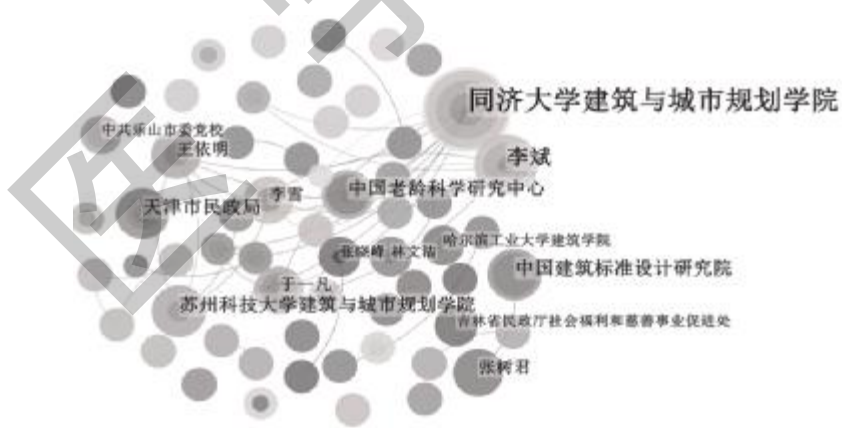 同济大学建筑与城市规划学院
中共乐山市委党校
王依明
李斌
李雪
中国老龄科学研究中心
天津市民政局
张晓峰 林文洁
哈尔滨工业大学建筑学院
中国建筑标准设计研究院
于一凡
苏州科技大学建筑与城市规划学院
吉林省民政厅社会福利和慈善事业促进处
张树君